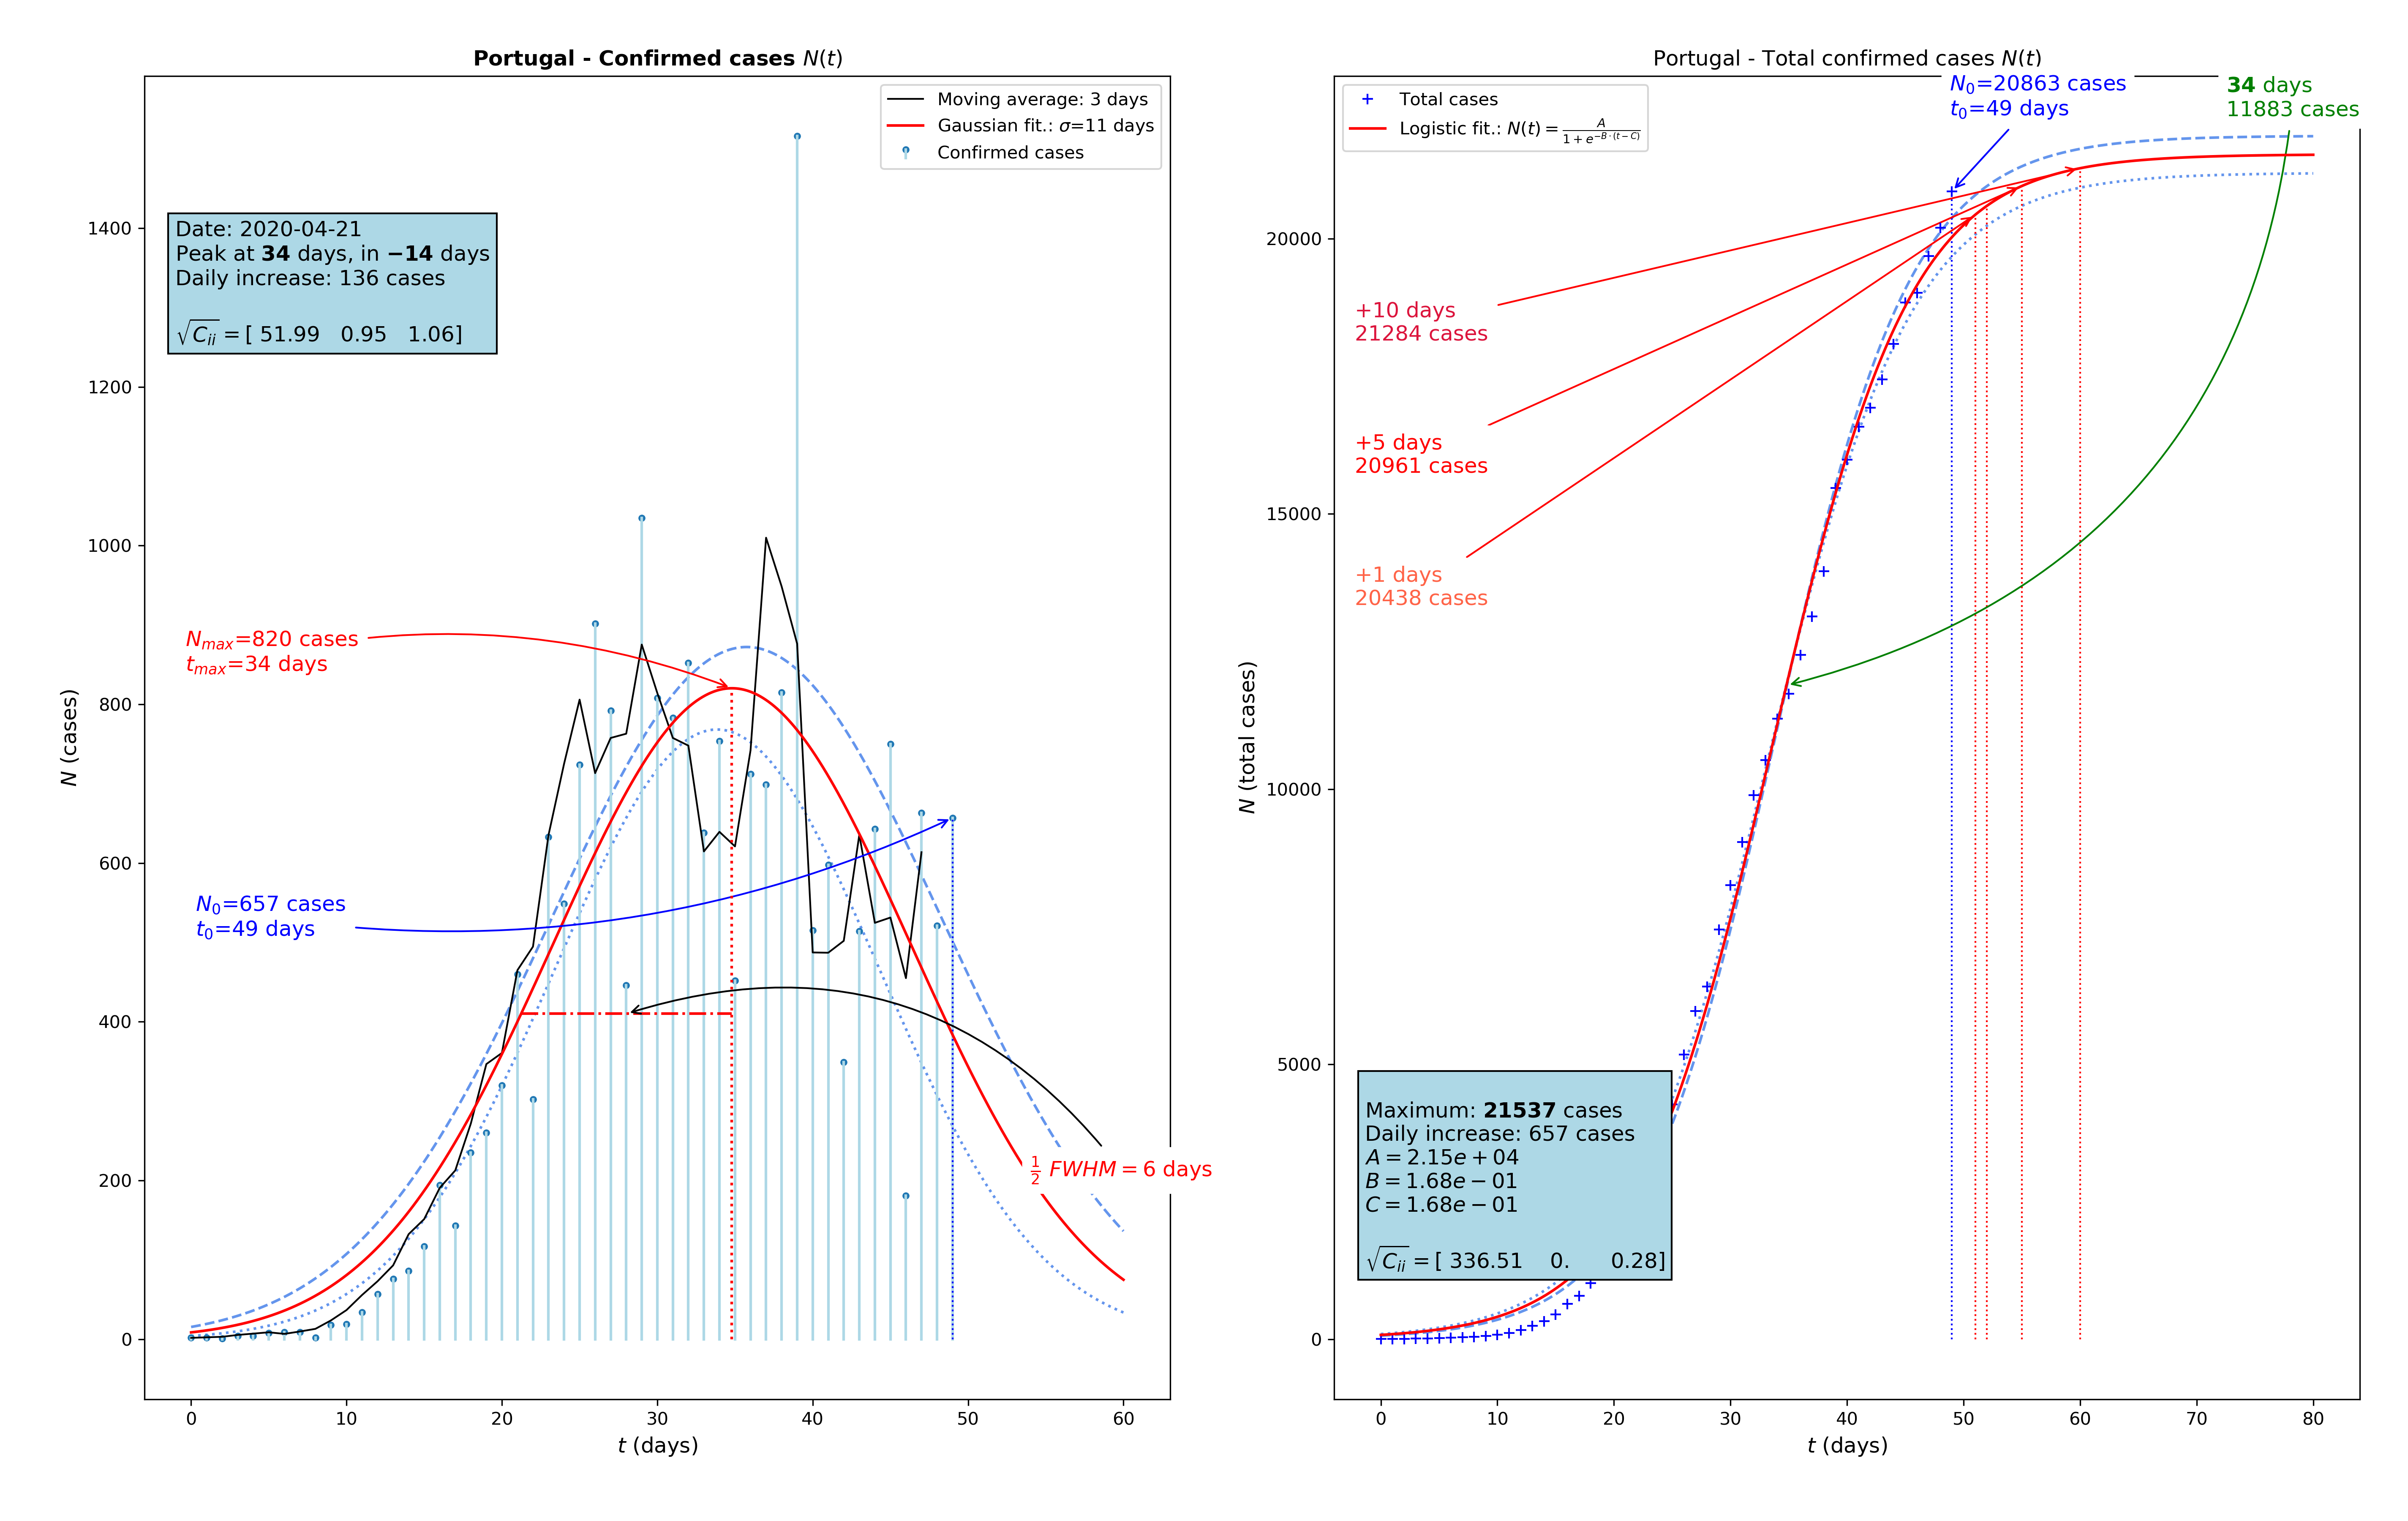 Portugal - Confirmed cases N(t)
Moving average: 3 days
Gaussian fit.: σ=11 days
Confirmed cases
Date: 2020-04-21
Peak at 34 days, in −14 days
Daily increase: 136 cases
√C_ii = [ 51.99 0.95 1.06]
N_max=820 cases
t_max=34 days
N_0=657 cases
t_0=49 days
1/2 FWHM = 6 days
N (cases)
1400
1200
1000
800
600
400
200
0
0 10 20 30 40 50 60
t (days)
Portugal - Total confirmed cases N(t)
Total cases
Logistic fit.: N(t) = A/(1 + e^(−B·(t−C)))
N_0=20863 cases
t_0=49 days
34 days
11883 cases
+10 days
21284 cases
+5 days
20961 cases
+1 days
20438 cases
Maximum: 21537 cases
Daily increase: 657 cases
A = 2.15e + 04
B = 1.68e − 01
C = 1.68e − 01
√C_ii = [ 336.51 0. 0.28]
N (total cases)
20000
15000
10000
5000
0
0 10 20 30 40 50 60 70 80
t (days)